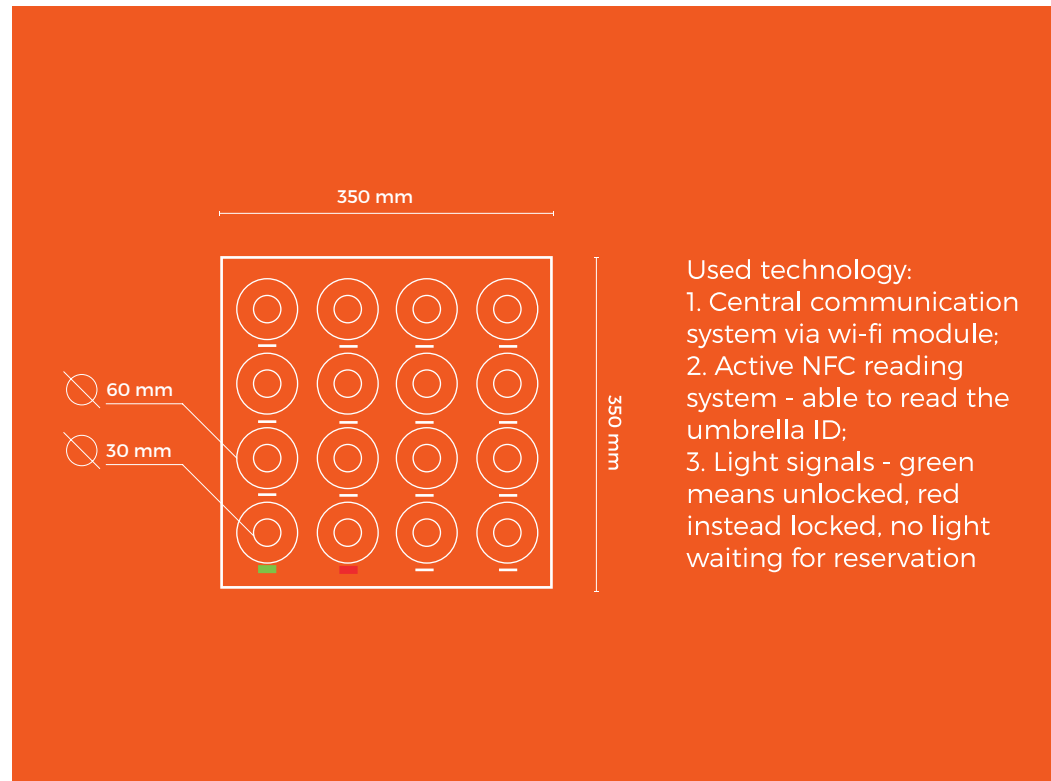 350 mm
60 mm
30 mm
350 mm
Used technology:
1. Central communication
system via wi-fi module;
2. Active NFC reading
system - able to read the
umbrella ID;
3. Light signals - green
means unlocked, red
instead locked, no light
waiting for reservation